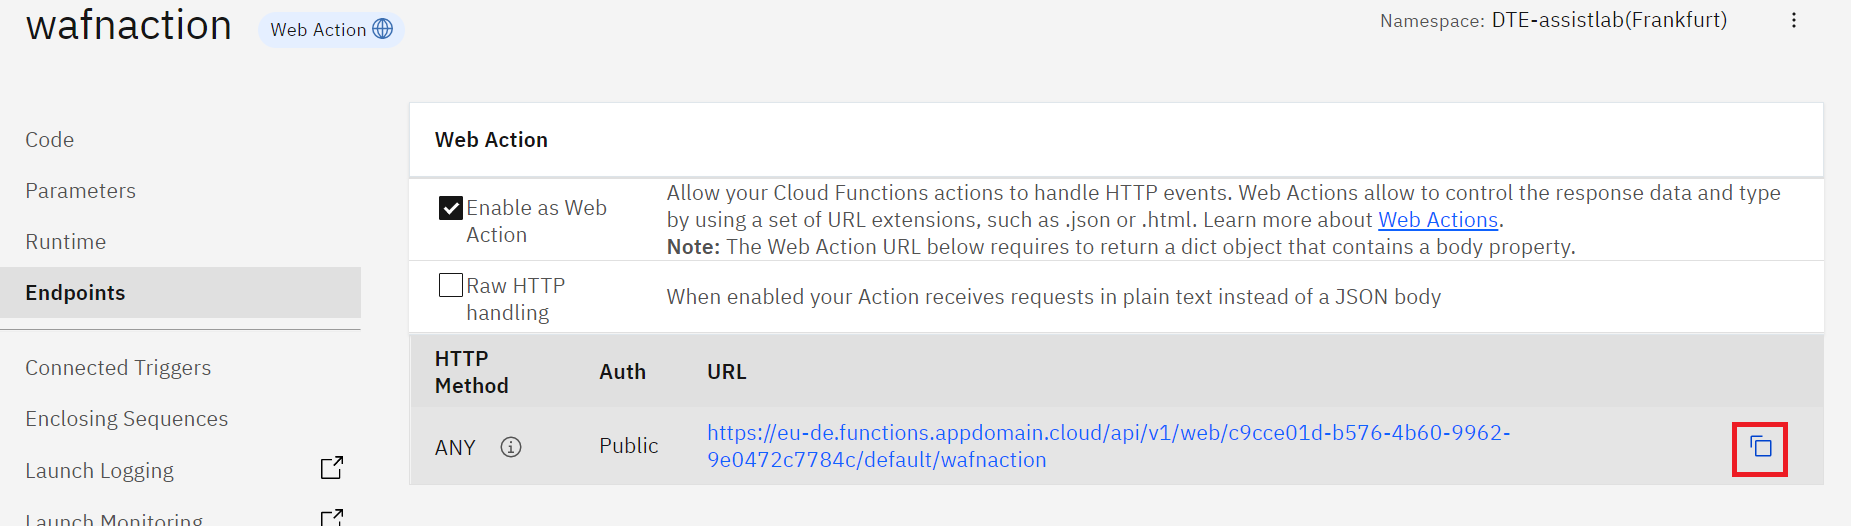 wafnaction
Web Action
Namespace: DTE-assistlab(Frankfurt)
Code
Parameters
Runtime
Endpoints
Connected Triggers
Enclosing Sequences
Launch Logging
Launch Monitoring
Web Action
Enable as Web
Action
Allow your Cloud Functions actions to handle HTTP events. Web Actions allow to control the response data and type
by using a set of URL extensions, such as .json or .html. Learn more about Web Actions.
Note: The Web Action URL below requires to return a dict object that contains a body property.
Raw HTTP
handling
When enabled your Action receives requests in plain text instead of a JSON body
HTTP
Method
Auth
URL
ANY
Public
https://eu-de.functions.appdomain.cloud/api/v1/web/c9cce01d-b576-4b60-9962-
9e0472c7784c/default/wafnaction